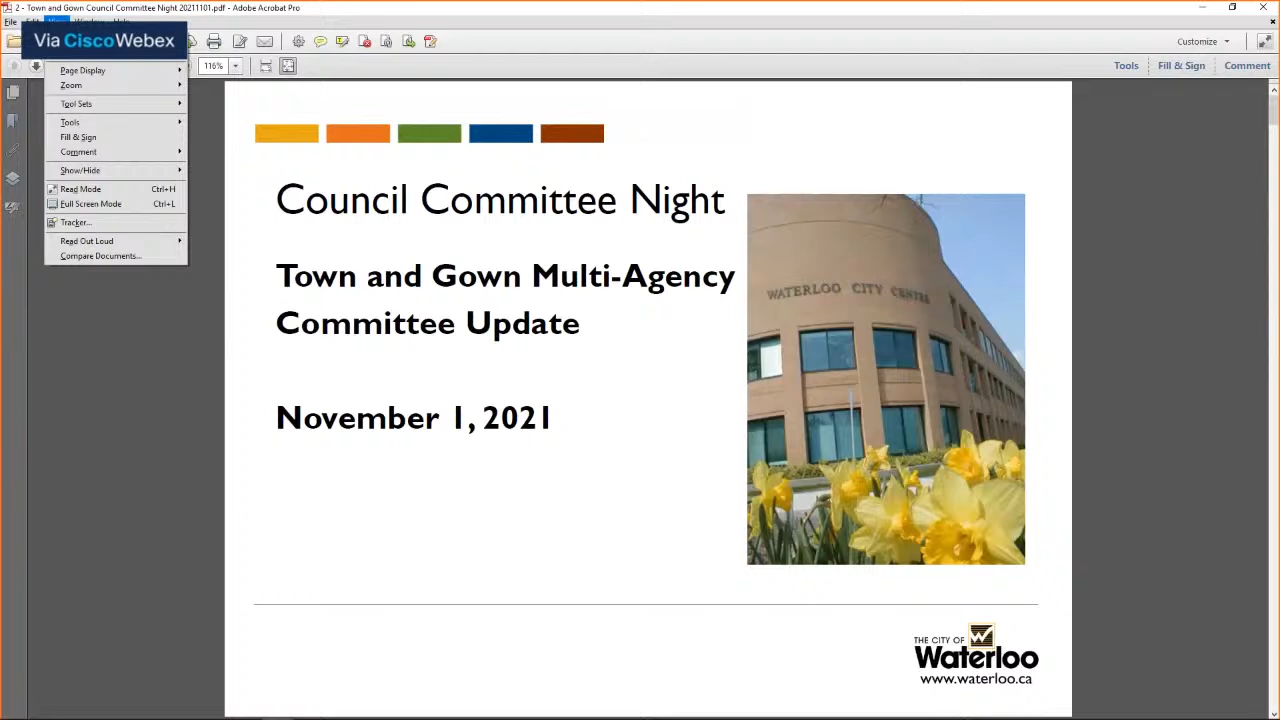 2 - Town and Gown Council Committee Night 20211101.pdf - Adobe Acrobat Pro
File
Via CiscoWebex
Customize
116%
Tools
Fill & Sign
Comment
Page Display
Zoom
Tool Sets
Tools
Fill & Sign
Comment
Show/Hide
Read Mode Ctrl+H
Full Screen Mode Ctrl+L
Tracker...
Read Out Loud
Compare Documents...
Council Committee Night
Town and Gown Multi-Agency
Committee Update
November 1, 2021
WATERLOO CITY CENTRE
THE CITY OF
Waterloo
www.waterloo.ca